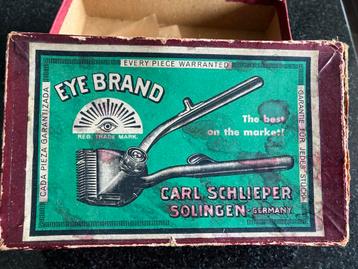 EVERY PIECE WARRANTED
EYE BRAND
REG. TRADE MARK.
The best
on the market!
CARL SCHLIEPER
SOLINGEN-GERMANY
CADA PIEZA GARANTIZADA
GARANTIE FÜR JEDES STÜCK